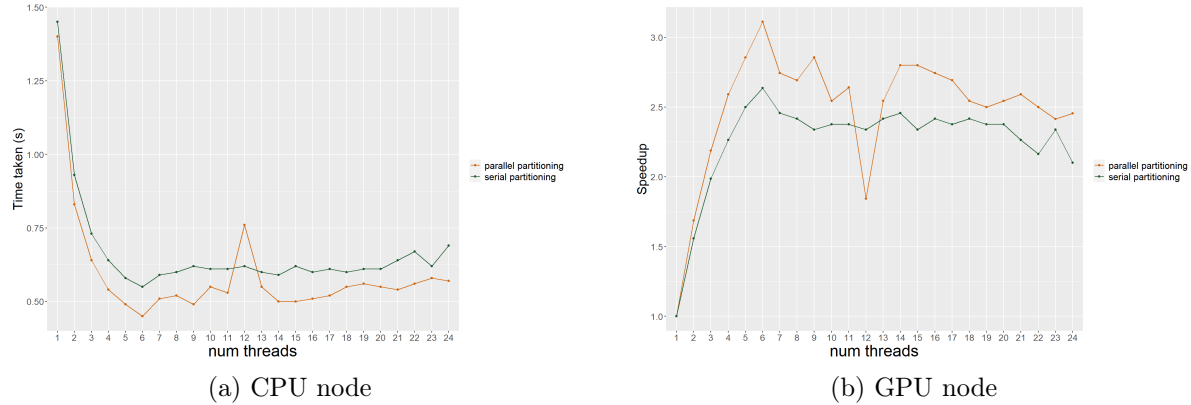 1.50
1.25
1.00
0.75
0.50
Time taken (s)
1 2 3 4 5 6 7 8 9 10 11 12 13 14 15 16 17 18 19 20 21 22 23 24
num threads
parallel partitioning
serial partitioning
(a) CPU node
3.0
2.5
2.0
1.5
1.0
Speedup
1 2 3 4 5 6 7 8 9 10 11 12 13 14 15 16 17 18 19 20 21 22 23 24
num threads
parallel partitioning
serial partitioning
(b) GPU node